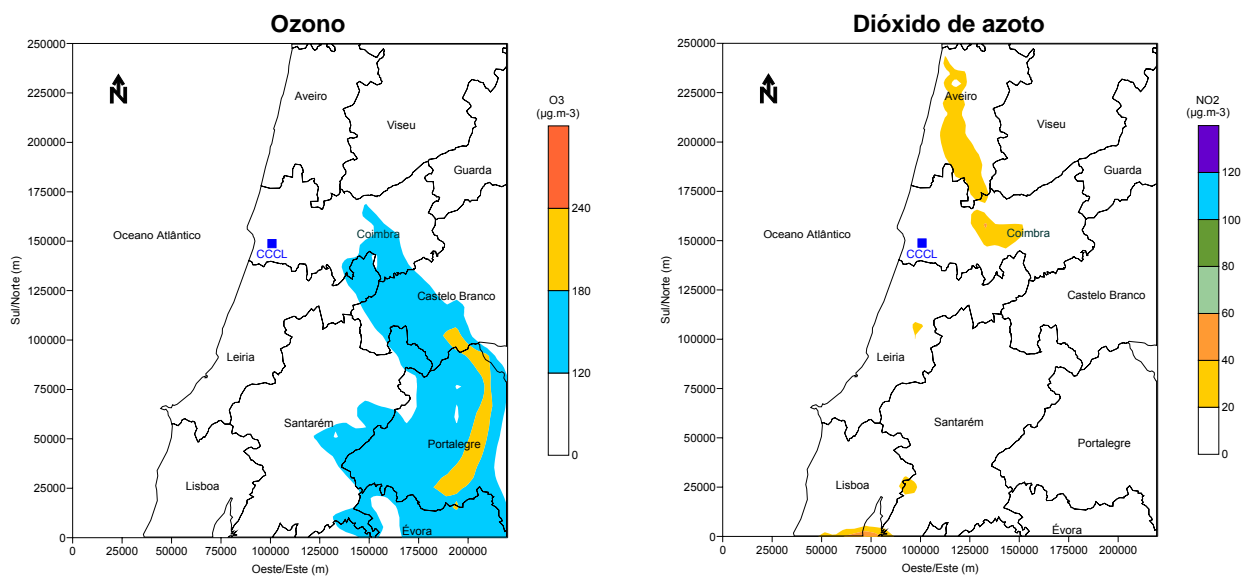 Ozono
250000
225000
200000
175000
150000
125000
100000
75000
50000
25000
0
Sul/Norte (m)
N
Aveiro
Viseu
Guarda
Oceano Atlântico
Coimbra
CCCL
Castelo Branco
Leiria
Santarém
Portalegre
Lisboa
Évora
0 25000 50000 75000 100000 125000 150000 175000 200000
Oeste/Este (m)
O3
(µg.m-3)
240
180
120
0
Dióxido de azoto
250000
225000
200000
175000
150000
125000
100000
75000
50000
25000
0
Sul/Norte (m)
N
Aveiro
Viseu
Guarda
Oceano Atlântico
Coimbra
CCCL
Castelo Branco
Leiria
Santarém
Portalegre
Lisboa
Évora
0 25000 50000 75000 100000 125000 150000 175000 200000
Oeste/Este (m)
NO2
(µg.m-3)
120
100
80
60
40
20
0